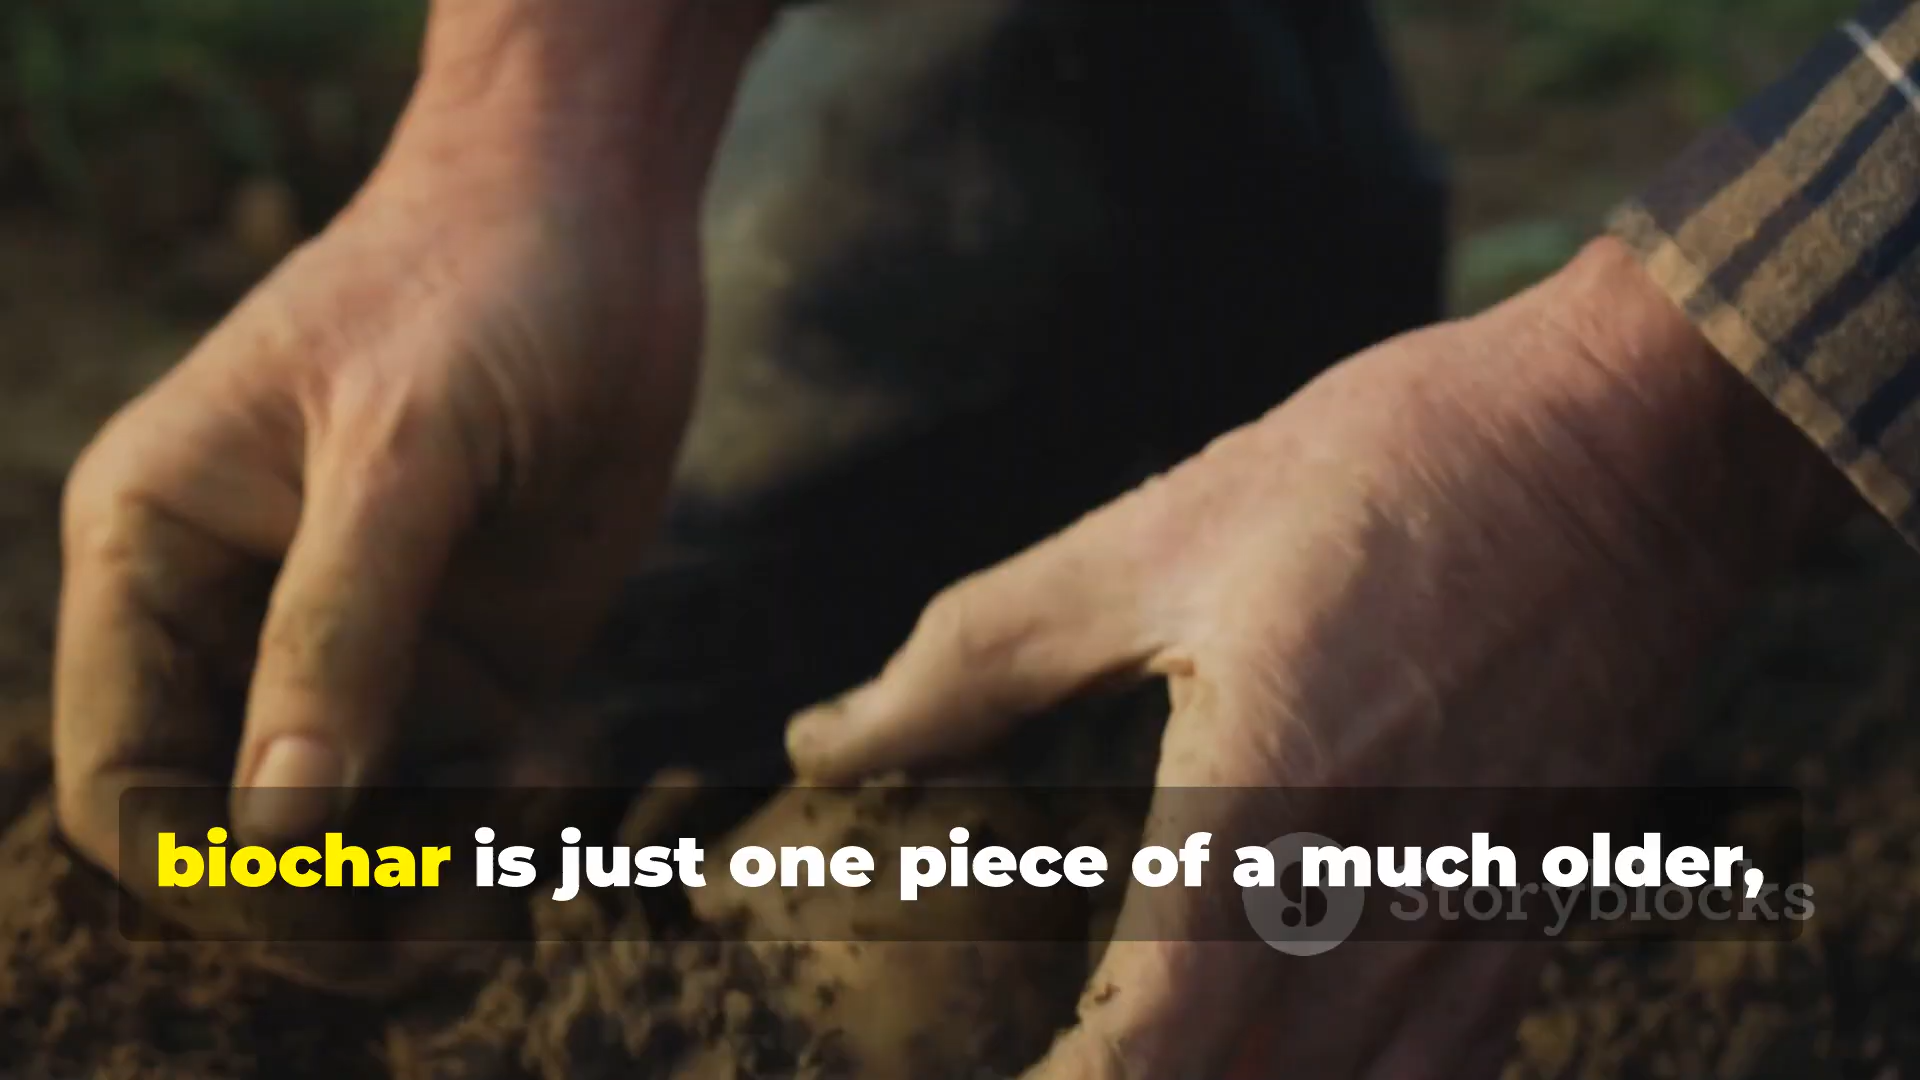 biochar is just one piece of a much older,
Storyblocks